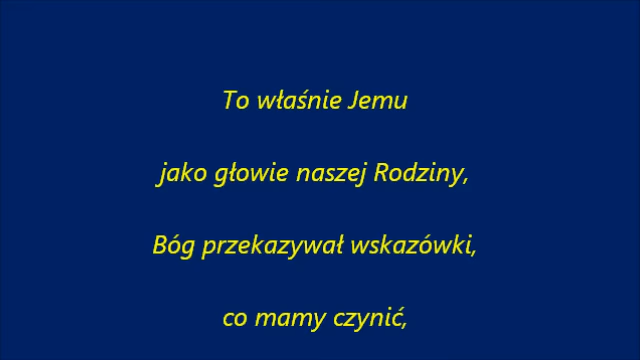 To właśnie Jemu
jako głowie naszej Rodziny,
Bóg przekazywał wskazówki,
co mamy czynić,